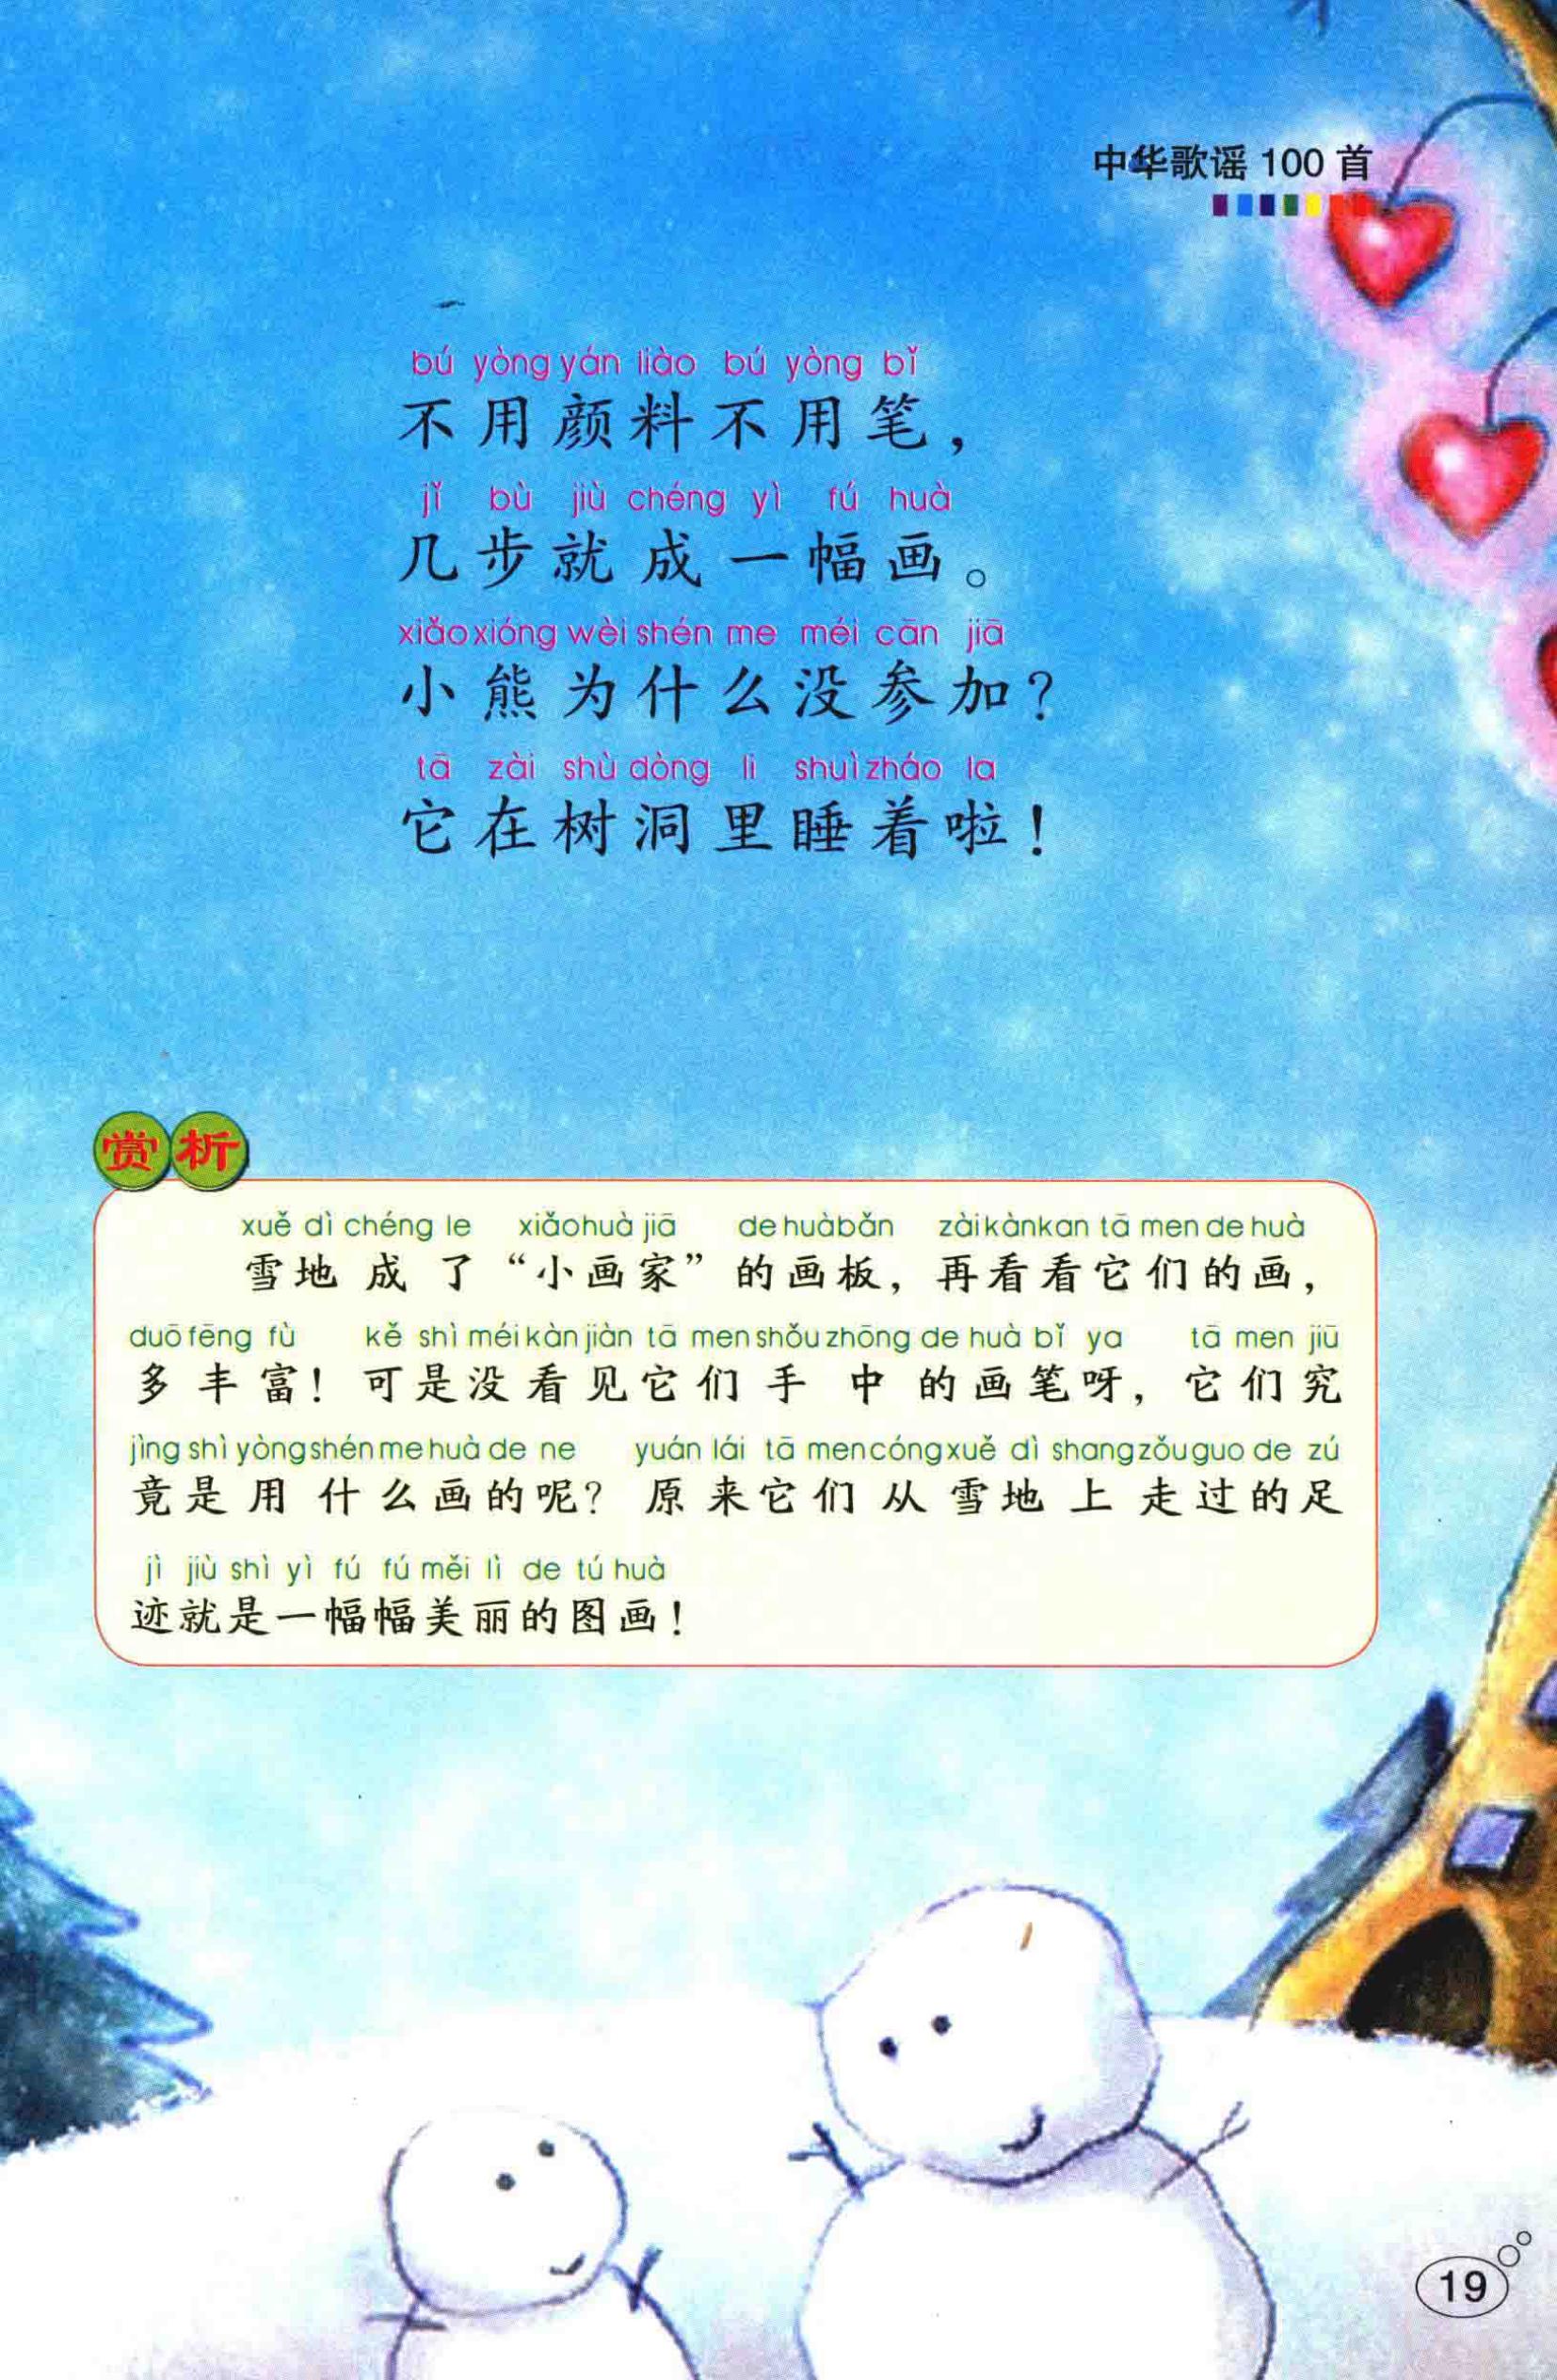 中华歌谣 100 首
bú yòng yán liào bú yòng bǐ
不用颜料不用笔，
jǐ bù jiù chéng yì fú huà
几步就成一幅画。
xiǎo xióng wèi shén me méi cān jiā
小熊为什么没参加？
tā zài shù dòng li shuì zháo la
它在树洞里睡着啦！
赏析
xuě dì chéng le xiǎo huà jiā de huà bǎn zài kàn kan tā men de huà
雪地成了“小画家”的画板，再看看它们的画，
duō fēng fù kě shì méi kàn jiàn tā men shǒu zhōng de huà bǐ ya tā men jiū
多丰富！可是没看见它们手中的画笔呀，它们究
jìng shì yòng shén me huà de ne yuán lái tā men cóng xuě dì shang zǒu guo de zú
竟是用什么画的呢？原来它们从雪地上走过的足
jì jiù shì yì fú fú měi lì de tú huà
迹就是一幅幅美丽的图画！
19